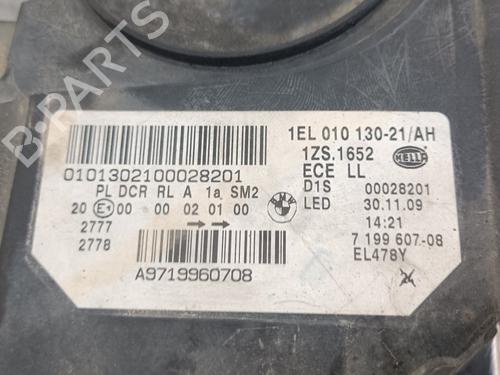 1EL 010 130-21/AH
1ZS.1652
HELLA
0101302100028201
ECE LL
PL DCR RL A 1a SM2
D1S 00028201
20 E1 00 00 02 01 00
BMW
LED 30.11.09
2777
14:21
2778
7 199 607-08
EL478Y
A9719960708
B-Parts